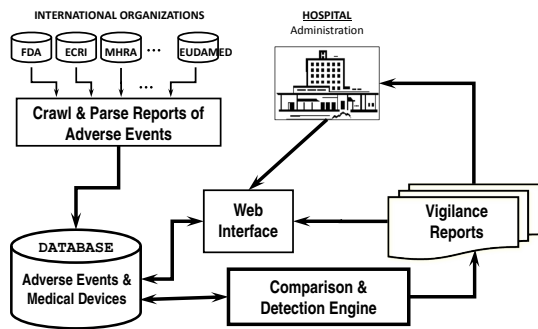 INTERNATIONAL ORGANIZATIONS
FDA
ECRI
MHRA
...
EUDAMED
...
Crawl & Parse Reports of
Adverse Events
HOSPITAL
Administration
DATABASE
Adverse Events &
Medical Devices
Web
Interface
Vigilance
Reports
Comparison &
Detection Engine